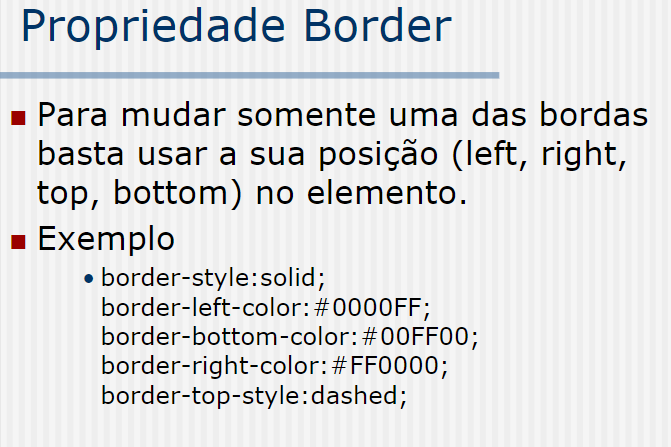 Propriedade Border
Para mudar somente uma das bordas
basta usar a sua posição (left, right,
top, bottom) no elemento.
Exemplo
border-style:solid;
border-left-color:#0000FF;
border-bottom-color:#00FF00;
border-right-color:#FF0000;
border-top-style:dashed;